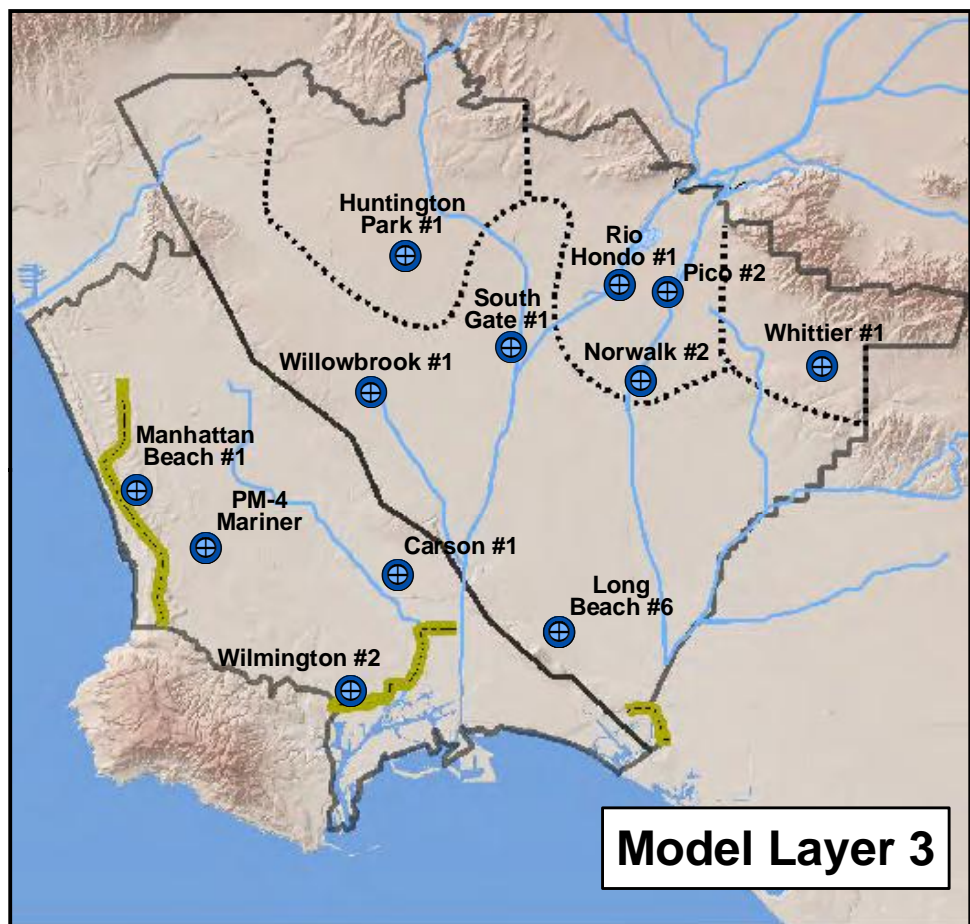 Huntington
Park #1
Rio
Hondo #1
Pico #2
South
Gate #1
Whittier #1
Willowbrook #1
Norwalk #2
Manhattan
Beach #1
PM-4
Mariner
Carson #1
Long
Beach #6
Wilmington #2
Model Layer 3